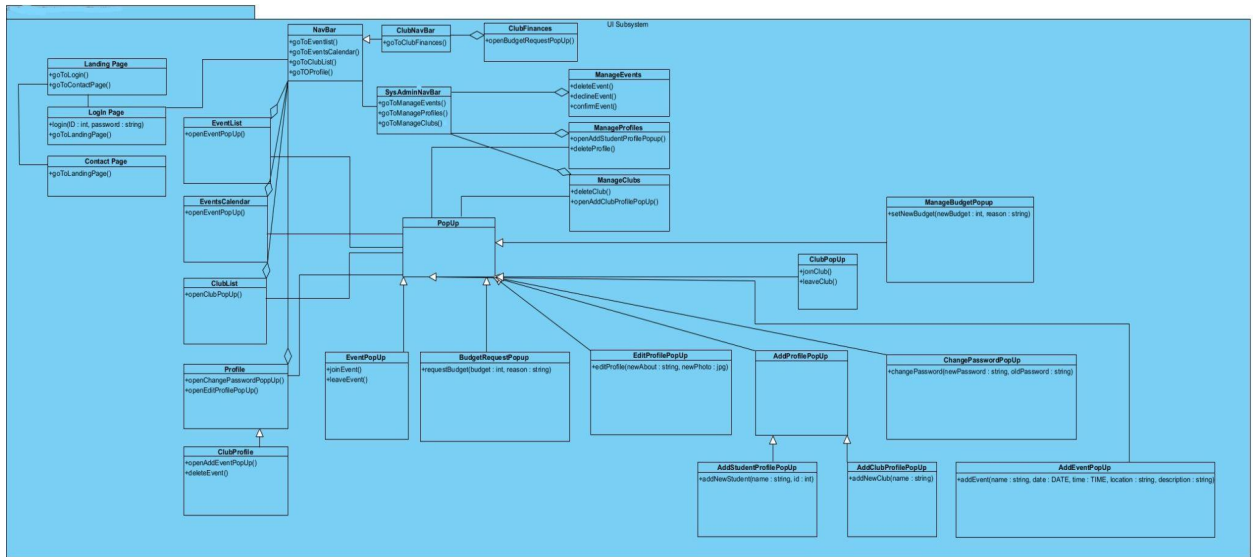 UI Subsystem
NavBar
+goToEventlist()
+goToEventsCalendar()
+goToClubList()
+goTOProfile()
ClubNavBar
+goToClubFinances()
ClubFinances
+openBudgetRequestPopUp()
Landing Page
+goToLogin()
+goToContactPage()
Login Page
+login(ID : int, password : string)
+goToLandingPage()
Contact Page
+goToLandingPage()
SysAdminNavBar
+goToManageEvents()
+goToManageProfiles()
+goToManageClubs()
ManageEvents
+deleteEvent()
+declineEvent()
+confirmEvent()
ManageProfiles
+openAddStudentProfilePopup()
+deleteProfile()
ManageClubs
+deleteClub()
+openAddClubProfilePopUp()
EventList
+openEventPopUp()
EventsCalendar
+openEventPopUp()
ClubList
+openClubPopUp()
PopUp
ManageBudgetPopup
+setNewBudget(newBudget : int, reason : string)
ClubPopUp
+joinClub()
+leaveClub()
Profile
+openChangePasswordPoppUp()
+openEditProfilePopUp()
ClubProfile
+openAddEventPopUp()
+deleteEvent()
EventPopUp
+joinEvent()
+leaveEvent()
BudgetRequestPopup
+requestBudget(budget : int, reason : string)
EditProfilePopUp
+editProfile(newAbout : string, newPhoto : jpg)
AddProfilePopUp
ChangePasswordPopUp
+changePassword(newPassword : string, oldPassword : string)
AddStudentProfilePopUp
+addNewStudent(name : string, id : int)
AddClubProfilePopUp
+addNewClub(name : string)
AddEventPopUp
+addEvent(name : string, date : DATE, time : TIME, location : string, description : string)